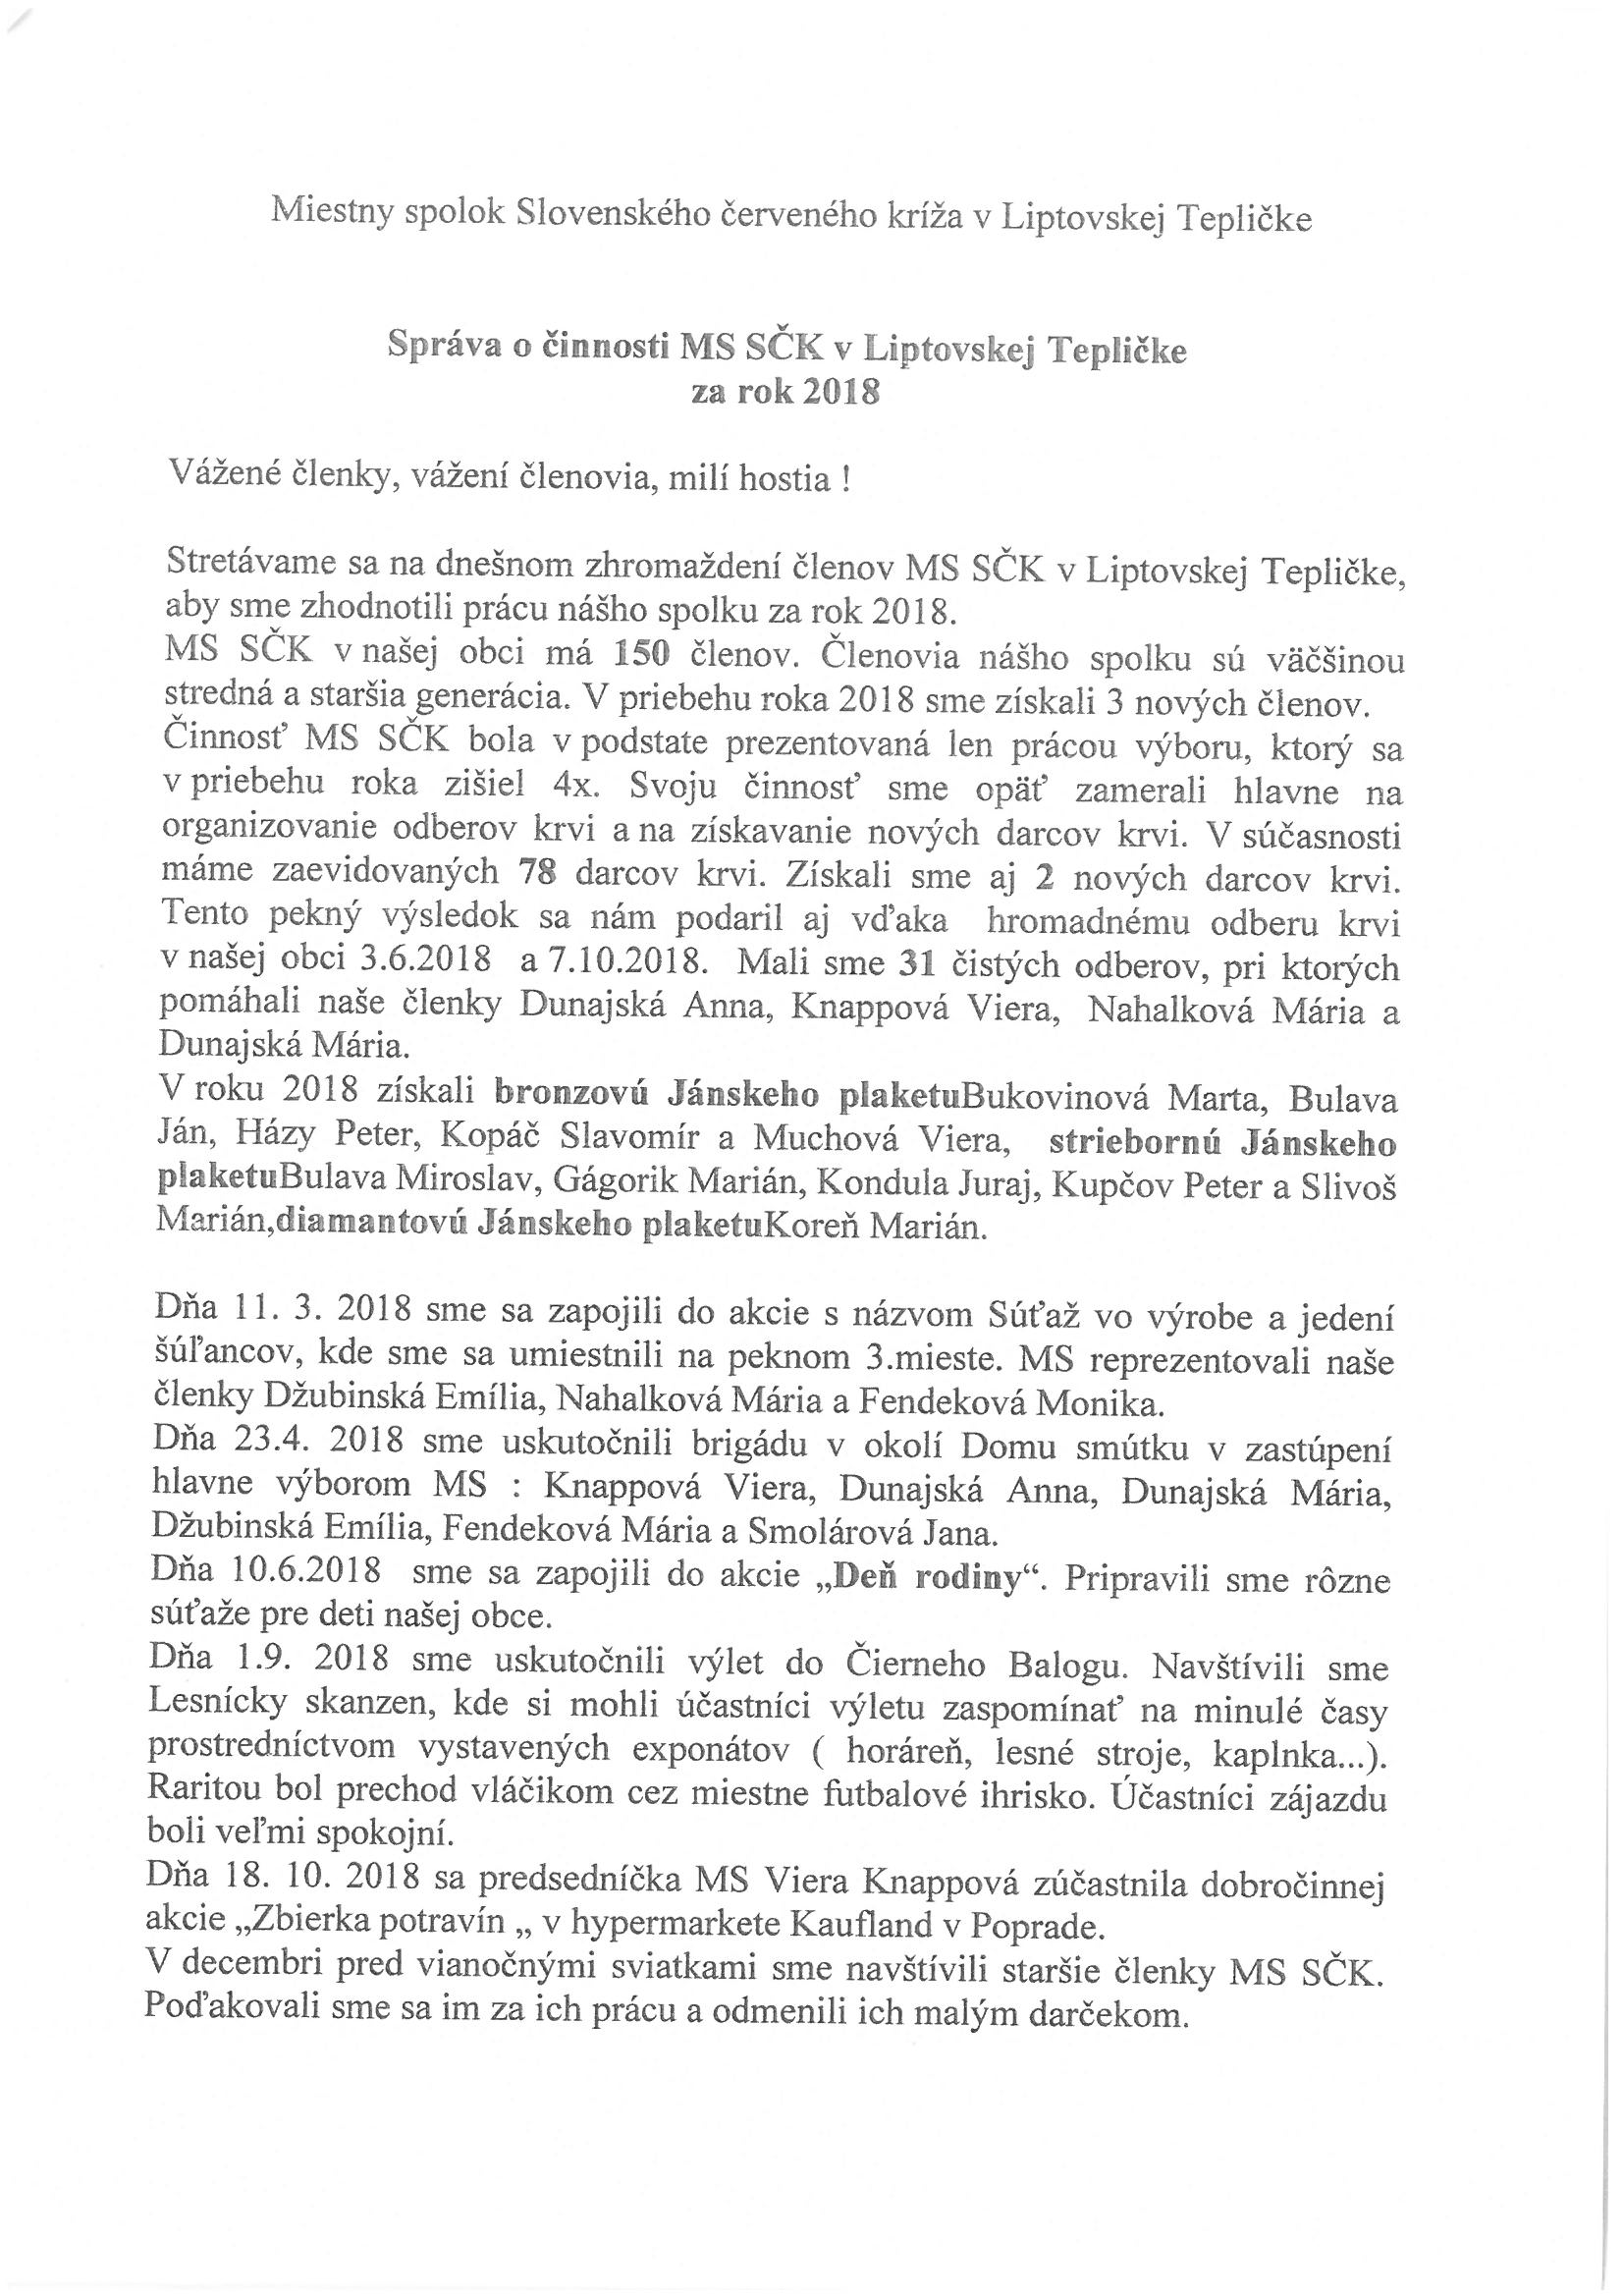 Miestny spolok Slovenského červeného kríža v Liptovskej Tepličke
Správa o činnosti MS SČK v Liptovskej Tepličke
za rok 2018
Vážené členky, vážení členovia, milí hostia !
Stretávame sa na dnešnom zhromaždení členov MS SČK v Liptovskej Tepličke,
aby sme zhodnotili prácu nášho spolku za rok 2018.
MS SČK v našej obci má 150 členov. Členovia nášho spolku sú väčšinou
stredná a staršia generácia. V priebehu roka 2018 sme získali 3 nových členov.
Činnosť MS SČK bola v podstate prezentovaná len prácou výboru, ktorý sa
v priebehu roka zišiel 4x. Svoju činnosť sme opäť zamerali hlavne na
organizovanie odberov krvi a na získavanie nových darcov krvi. V súčasnosti
máme zaevidovaných 78 darcov krvi. Získali sme aj 2 nových darcov krvi.
Tento pekný výsledok sa nám podaril aj vďaka hromadnému odberu krvi
v našej obci 3.6.2018 a 7.10.2018. Mali sme 31 čistých odberov, pri ktorých
pomáhali naše členky Dunajská Anna, Knappová Viera, Nahalková Mária a
Dunajská Mária.
V roku 2018 získali bronzovú Jánskeho plaketuBukovinová Marta, Bulava
Ján, Házy Peter, Kopáč Slavomír a Muchová Viera, striebornú Jánskeho
plaketuBulava Miroslav, Gágorik Marián, Kondula Juraj, Kupčov Peter a Slivoš
Marián,diamantovú Jánskeho plaketuKoreň Marián.
Dňa 11. 3. 2018 sme sa zapojili do akcie s názvom Súťaž vo výrobe a jedení
šúľancov, kde sme sa umiestnili na peknom 3.mieste. MS reprezentovali naše
členky Džubinská Emília, Nahalková Mária a Fendeková Monika.
Dňa 23.4. 2018 sme uskutočnili brigádu v okolí Domu smútku v zastúpení
hlavne výborom MS : Knappová Viera, Dunajská Anna, Dunajská Mária,
Džubinská Emília, Fendeková Mária a Smolárová Jana.
Dňa 10.6.2018 sme sa zapojili do akcie „Deň rodiny“. Pripravili sme rôzne
súťaže pre deti našej obce.
Dňa 1.9. 2018 sme uskutočnili výlet do Čierneho Balogu. Navštívili sme
Lesnícky skanzen, kde si mohli účastníci výletu zaspomínať na minulé časy
prostredníctvom vystavených exponátov ( horáreň, lesné stroje, kaplnka...).
Raritou bol prechod vláčikom cez miestne futbalové ihrisko. Účastníci zájazdu
boli veľmi spokojní.
Dňa 18. 10. 2018 sa predsedníčka MS Viera Knappová zúčastnila dobročinnej
akcie „Zbierka potravín „ v hypermarkete Kaufland v Poprade.
V decembri pred vianočnými sviatkami sme navštívili staršie členky MS SČK.
Poďakovali sme sa im za ich prácu a odmenili ich malým darčekom.